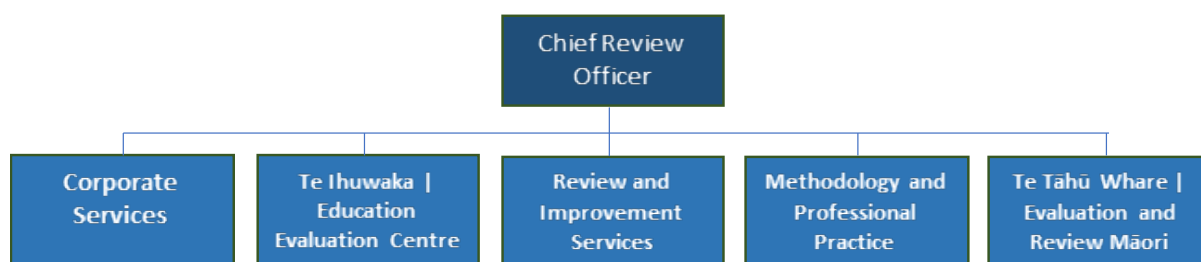 Chief Review
Officer
Corporate
Services
Te Ihuwaka |
Education
Evaluation Centre
Review and
Improvement
Services
Methodology and
Professional
Practice
Te Tāhū Whare |
Evaluation and
Review Māori